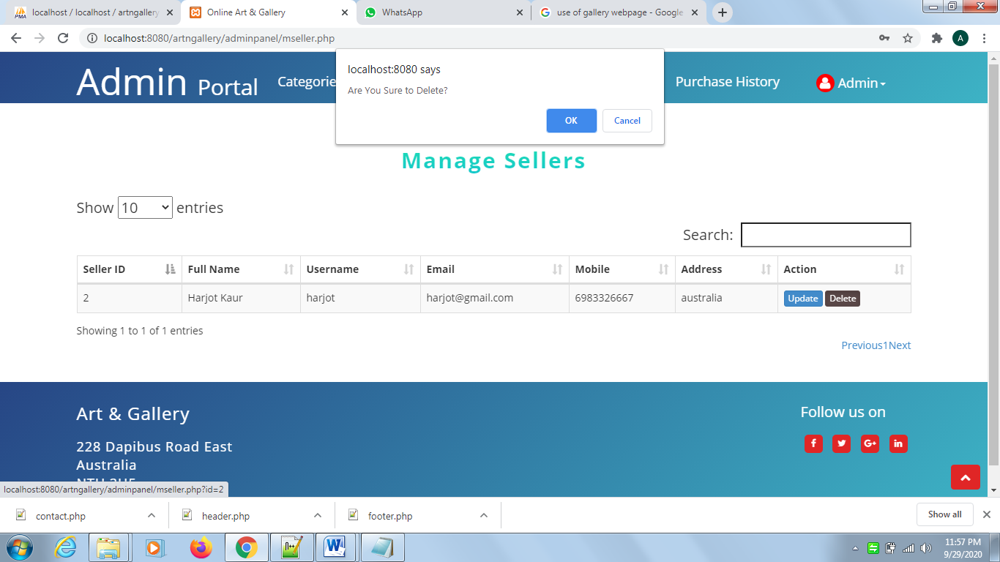 localhost / localhost / artngallery
Online Art & Gallery
WhatsApp
use of gallery webpage - Google
localhost:8080/artngallery/adminpanel/mseller.php
A
localhost:8080 says
Are You Sure to Delete?
OK
Cancel
Admin Portal
Categorie
Purchase History
Admin
Manage Sellers
Show 10 entries
Search:
Seller ID Full Name Username Email Mobile Address Action
2 Harjot Kaur harjot harjot@gmail.com 6983326667 australia Update Delete
Showing 1 to 1 of 1 entries
Previous1Next
Art & Gallery
Follow us on
228 Dapibus Road East
Australia
localhost:8080/artngallery/adminpanel/mseller.php?id=2
contact.php
header.php
footer.php
Show all
11:57 PM
9/29/2020